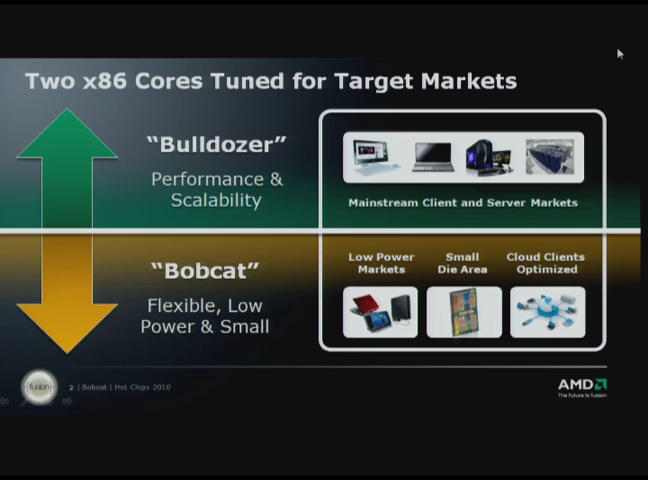 Two x86 Cores Tuned for Target Markets
“Bulldozer”
Performance &
Scalability
Mainstream Client and Server Markets
“Bobcat”
Flexible, Low
Power & Small
Low Power
Markets
Small
Die Area
Cloud Clients
Optimized
fusion
2 | Bobcat | Hot Chips 2010
AMD
The future is fusion